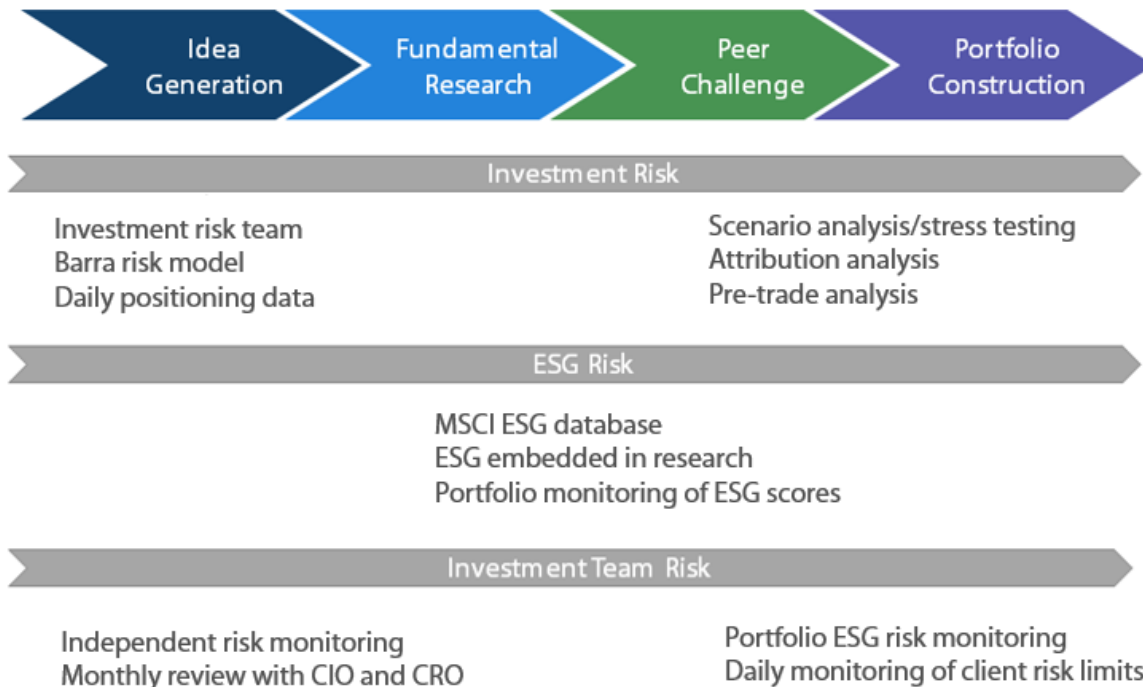 Idea
Generation
Fundamental
Research
Peer
Challenge
Portfolio
Construction
Investment Risk
Investment risk team
Barra risk model
Daily positioning data
Scenario analysis/stress testing
Attribution analysis
Pre-trade analysis
ESG Risk
MSCI ESG database
ESG embedded in research
Portfolio monitoring of ESG scores
Investment Team Risk
Independent risk monitoring
Monthly review with CIO and CRO
Portfolio ESG risk monitoring
Daily monitoring of client risk limits